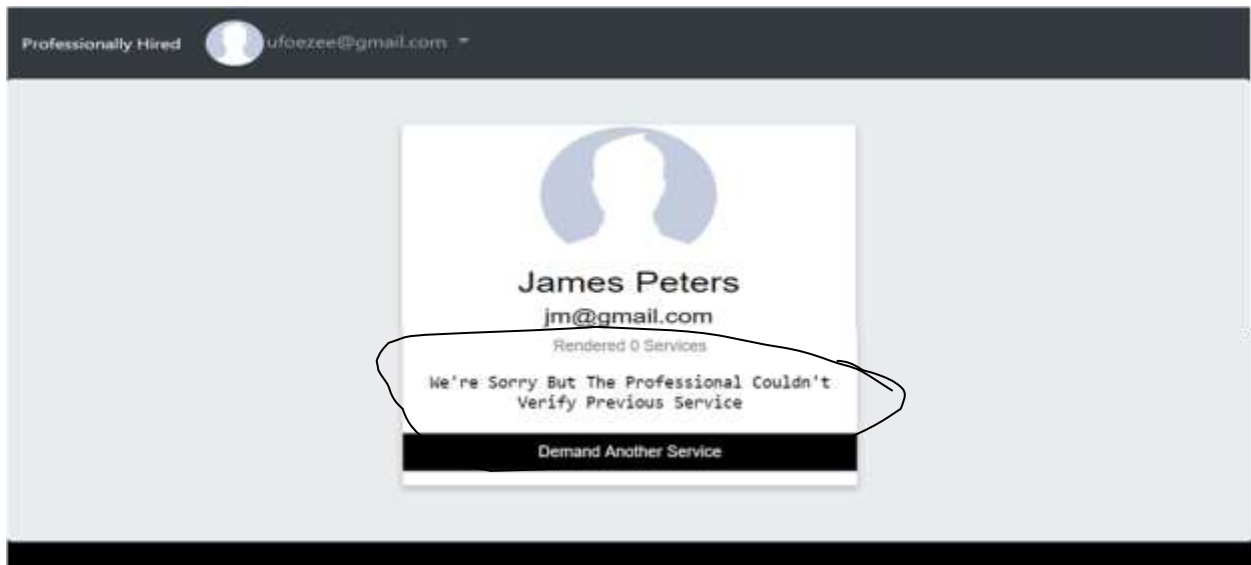 Professionally Hired ufoezee@gmail.com
James Peters
jm@gmail.com
Rendered 0 Services
We're Sorry But The Professional Couldn't
Verify Previous Service
Demand Another Service